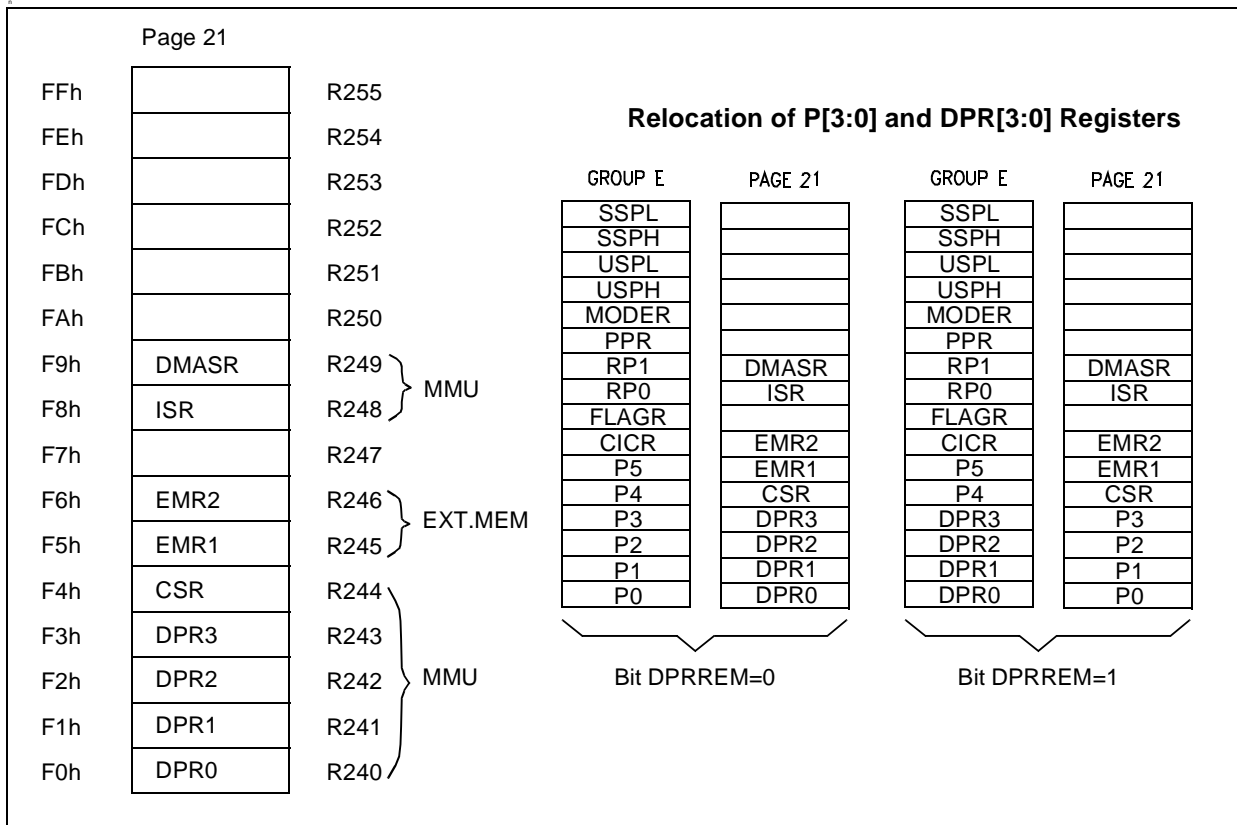 Page 21
FFh R255
FEh R254
FDh R253
FCh R252
FBh R251
FAh R250
F9h DMASR R249
F8h ISR R248
MMU
F7h R247
F6h EMR2 R246
F5h EMR1 R245
EXT.MEM
F4h CSR R244
F3h DPR3 R243
F2h DPR2 R242
F1h DPR1 R241
F0h DPR0 R240
MMU
Relocation of P[3:0] and DPR[3:0] Registers
GROUP E PAGE 21 GROUP E PAGE 21
SSPL SSPL
SSPH SSPH
USPL USPL
USPH USPH
MODER MODER
PPR PPR
RP1 DMASR RP1 DMASR
RP0 ISR RP0 ISR
FLAGR FLAGR
CICR EMR2 CICR EMR2
P5 EMR1 P5 EMR1
P4 CSR P4 CSR
P3 DPR3 DPR3 P3
P2 DPR2 DPR2 P2
P1 DPR1 DPR1 P1
P0 DPR0 DPR0 P0
Bit DPRREM=0 Bit DPRREM=1